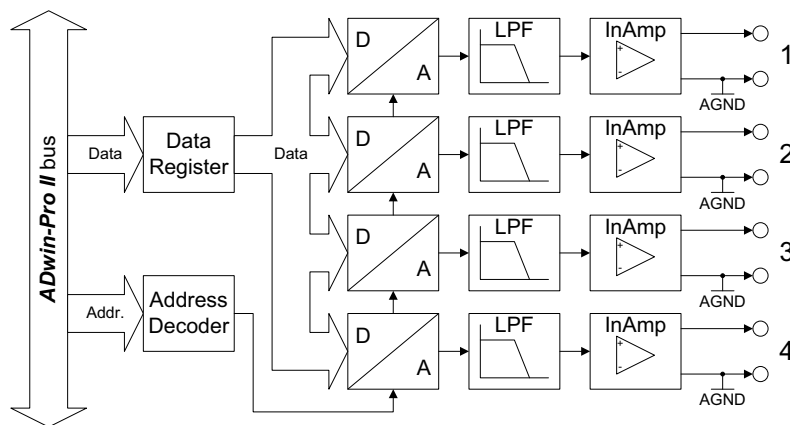 ADwin-Pro II bus
Data
Data
Register
Data
Addr.
Address
Decoder
D
A
LPF
InAmp
+
-
AGND
1
D
A
LPF
InAmp
+
-
AGND
2
D
A
LPF
InAmp
+
-
AGND
3
D
A
LPF
InAmp
+
-
AGND
4